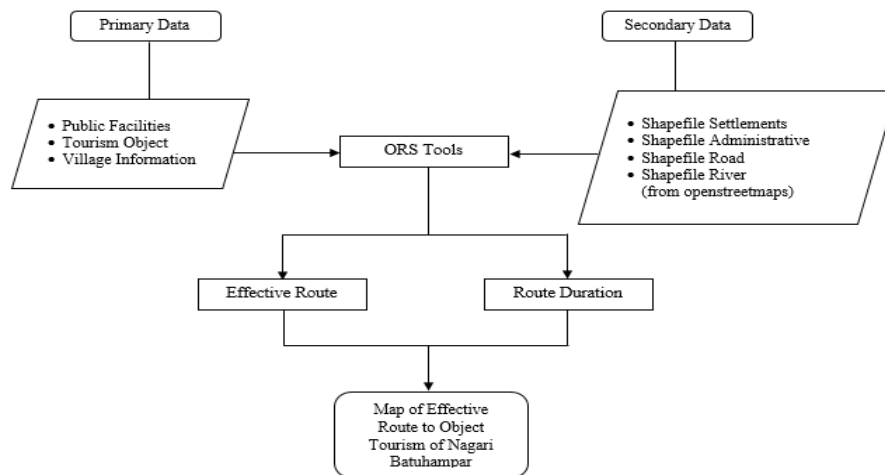 Primary Data
Secondary Data
• Public Facilities
• Tourism Object
• Village Information
ORS Tools
• Shapefile Settlements
• Shapefile Administrative
• Shapefile Road
• Shapefile River
(from openstreetmaps)
Effective Route
Route Duration
Map of Effective
Route to Object
Tourism of Nagari
Batuhampar